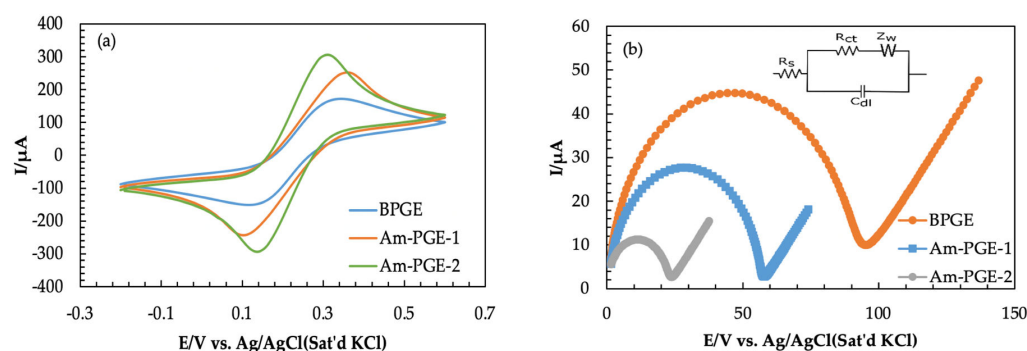 (a)
I/µA
400
300
200
100
0
-100
-200
-300
-400
-0.3
-0.1
0.1
0.3
0.5
0.7
BPGE
Am-PGE-1
Am-PGE-2
E/V vs. Ag/AgCl(Sat'd KCl)
(b)
I/µA
60
50
40
30
20
10
0
0
50
100
150
Rs
Rct
Zw
Cdl
BPGE
Am-PGE-1
Am-PGE-2
E/V vs. Ag/AgCl(Sat'd KCl)